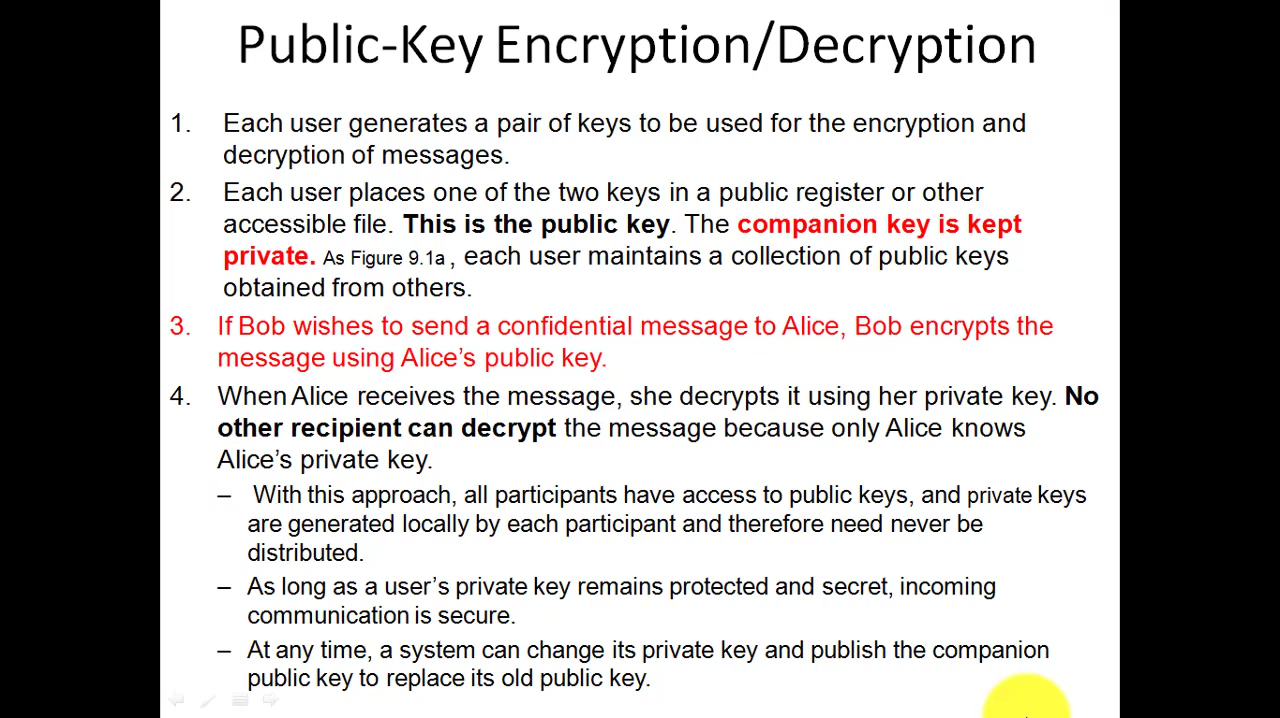 Public-Key Encryption/Decryption
1. Each user generates a pair of keys to be used for the encryption and
decryption of messages.
2. Each user places one of the two keys in a public register or other
accessible file. This is the public key. The companion key is kept
private. As Figure 9.1a , each user maintains a collection of public keys
obtained from others.
3. If Bob wishes to send a confidential message to Alice, Bob encrypts the
message using Alice’s public key.
4. When Alice receives the message, she decrypts it using her private key. No
other recipient can decrypt the message because only Alice knows
Alice’s private key.
– With this approach, all participants have access to public keys, and private keys
are generated locally by each participant and therefore need never be
distributed.
– As long as a user’s private key remains protected and secret, incoming
communication is secure.
– At any time, a system can change its private key and publish the companion
public key to replace its old public key.